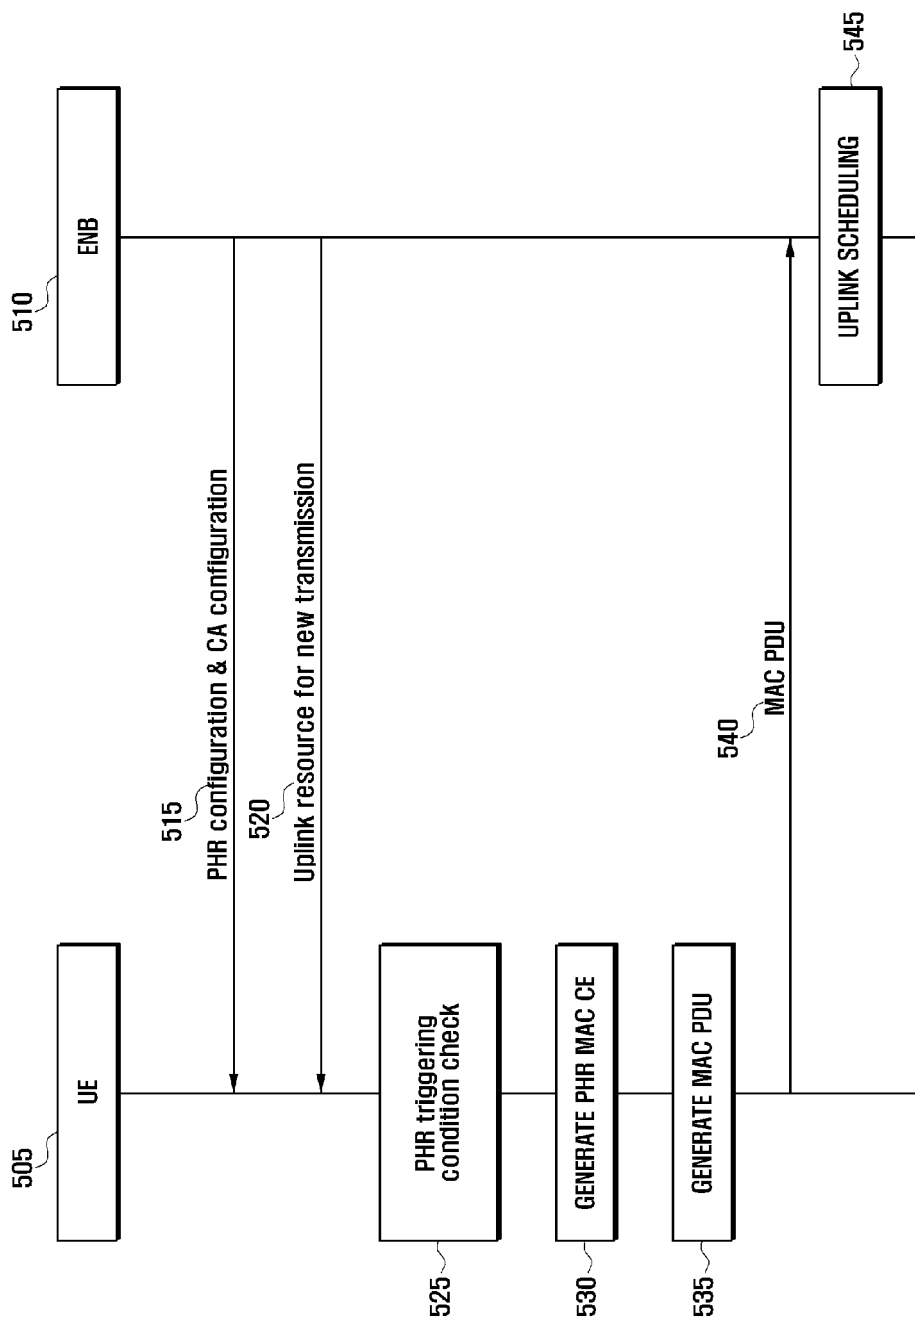 505
UE
510
ENB
515
PHR configuration & CA configuration
520
Uplink resource for new transmission
525
PHR triggering
condition check
530
GENERATE PHR MAC CE
535
GENERATE MAC PDU
540
MAC PDU
545
UPLINK SCHEDULING